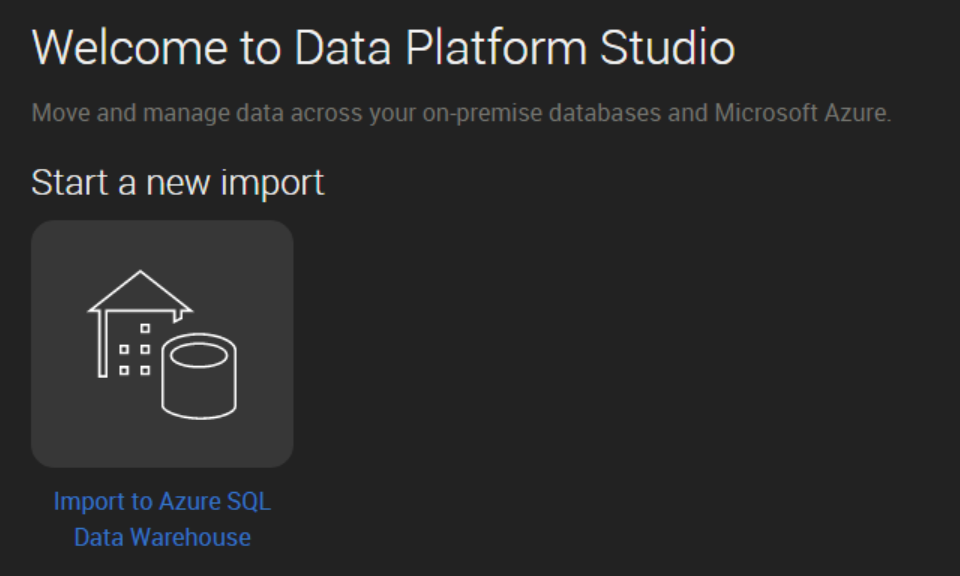 Welcome to Data Platform Studio
Move and manage data across your on-premise databases and Microsoft Azure.
Start a new import
Import to Azure SQL
Data Warehouse